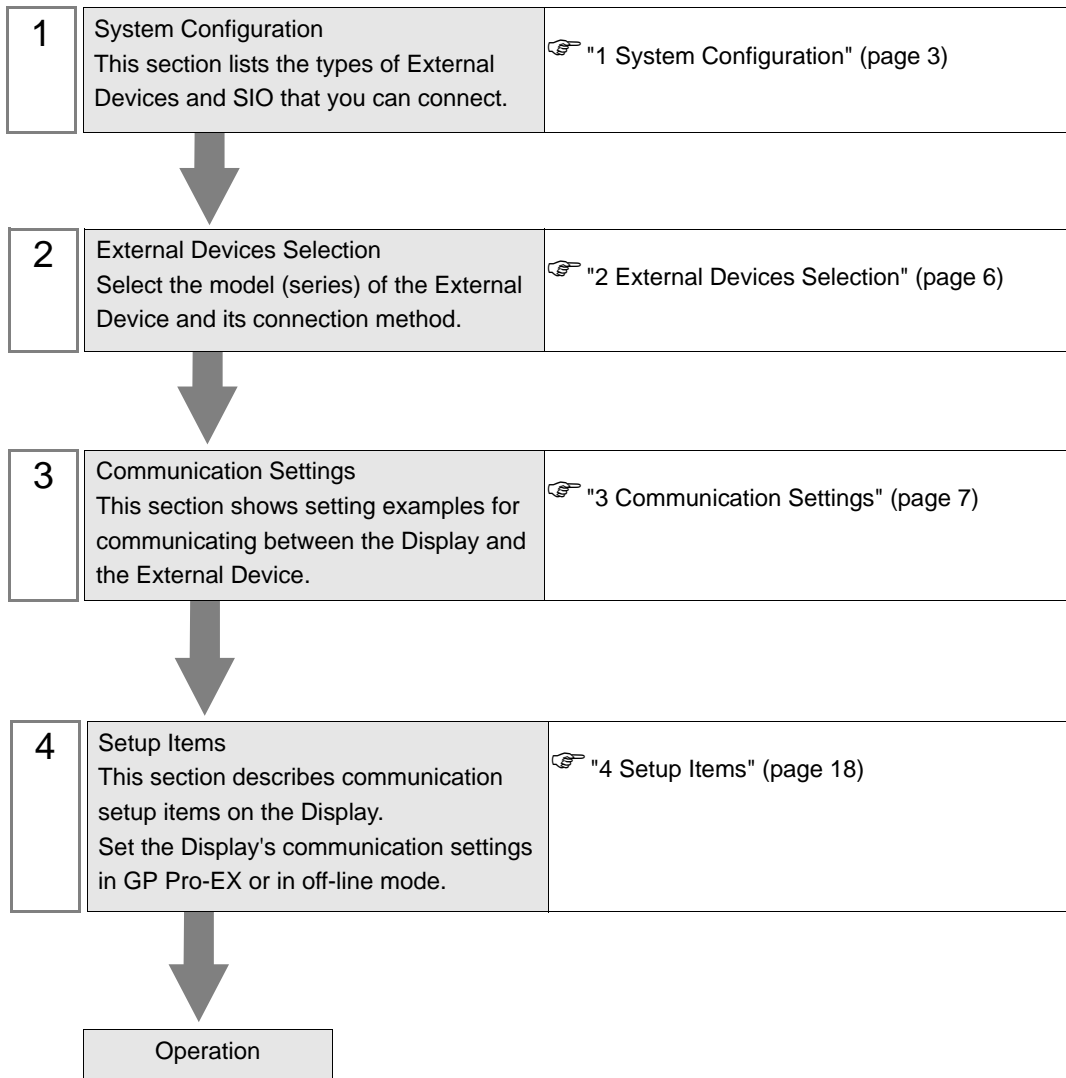 1
System Configuration
This section lists the types of External
Devices and SIO that you can connect.
"1 System Configuration" (page 3)
2
External Devices Selection
Select the model (series) of the External
Device and its connection method.
"2 External Devices Selection" (page 6)
3
Communication Settings
This section shows setting examples for
communicating between the Display and
the External Device.
"3 Communication Settings" (page 7)
4
Setup Items
This section describes communication
setup items on the Display.
Set the Display's communication settings
in GP Pro-EX or in off-line mode.
"4 Setup Items" (page 18)
Operation